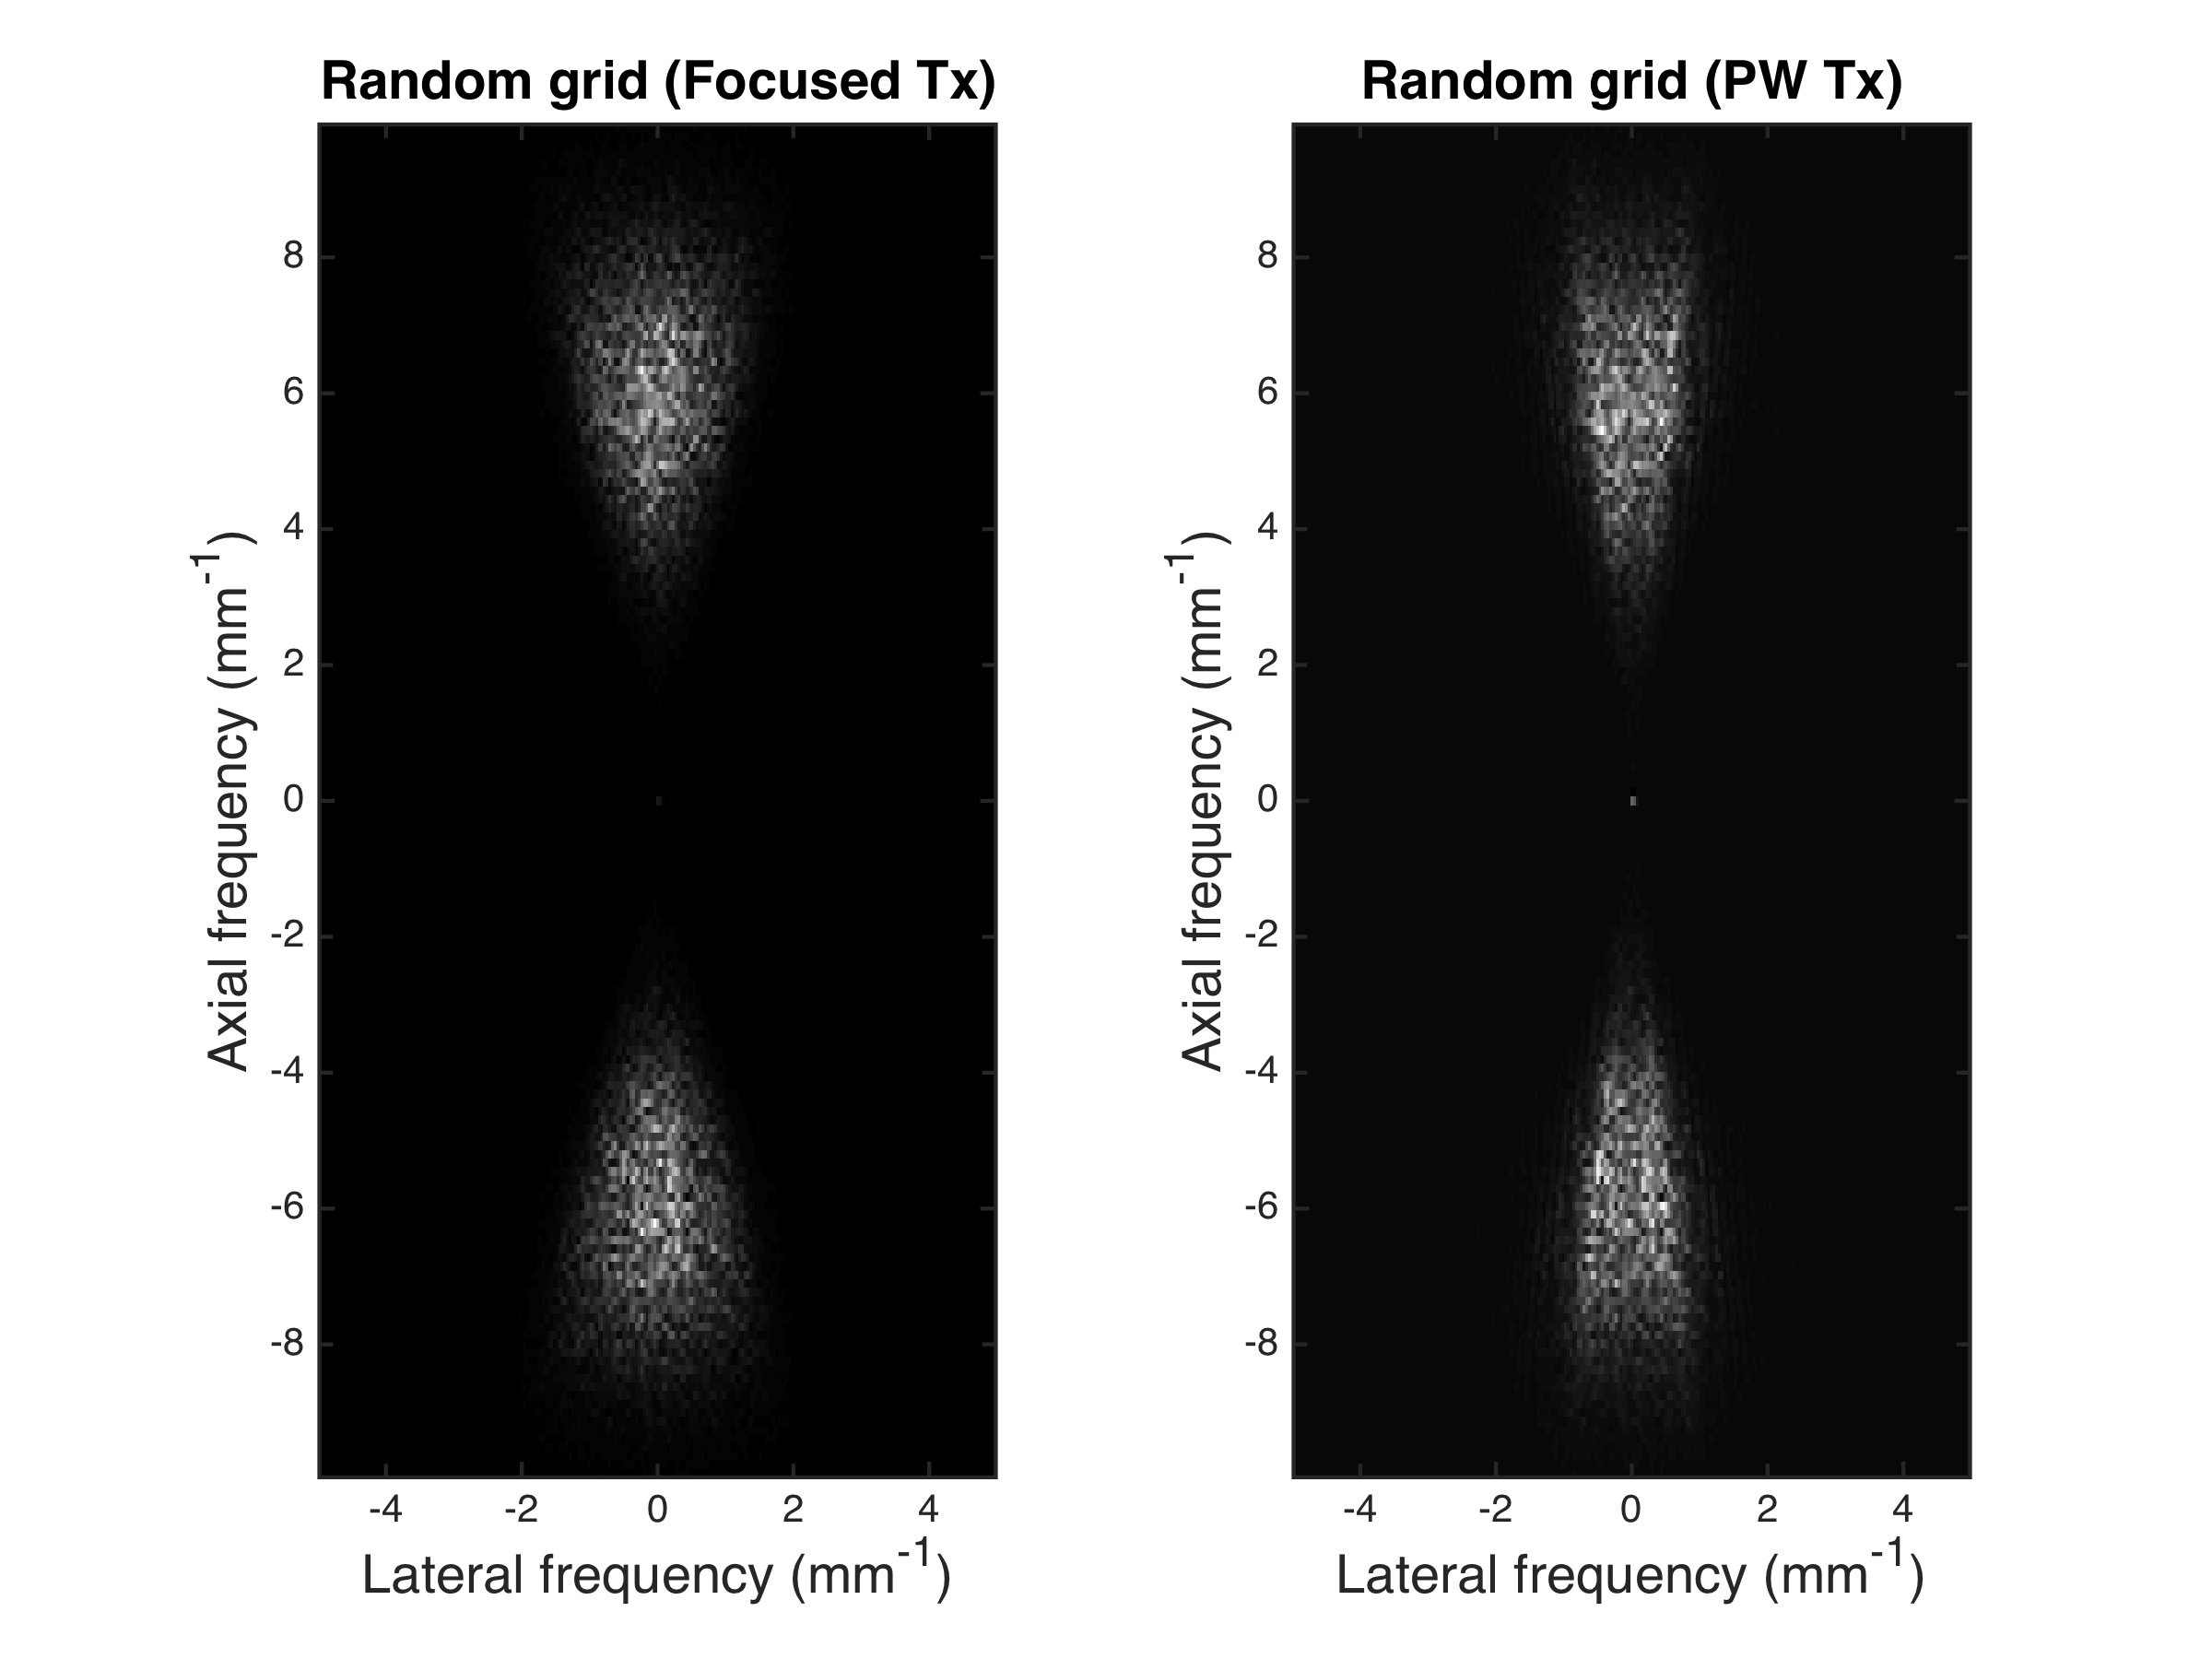 Random grid (Focused Tx)
8
6
4
2
0
-2
-4
-6
-8
Axial frequency (mm-1)
-4 -2 0 2 4
Lateral frequency (mm-1)
Random grid (PW Tx)
8
6
4
2
0
-2
-4
-6
-8
Axial frequency (mm-1)
-4 -2 0 2 4
Lateral frequency (mm-1)